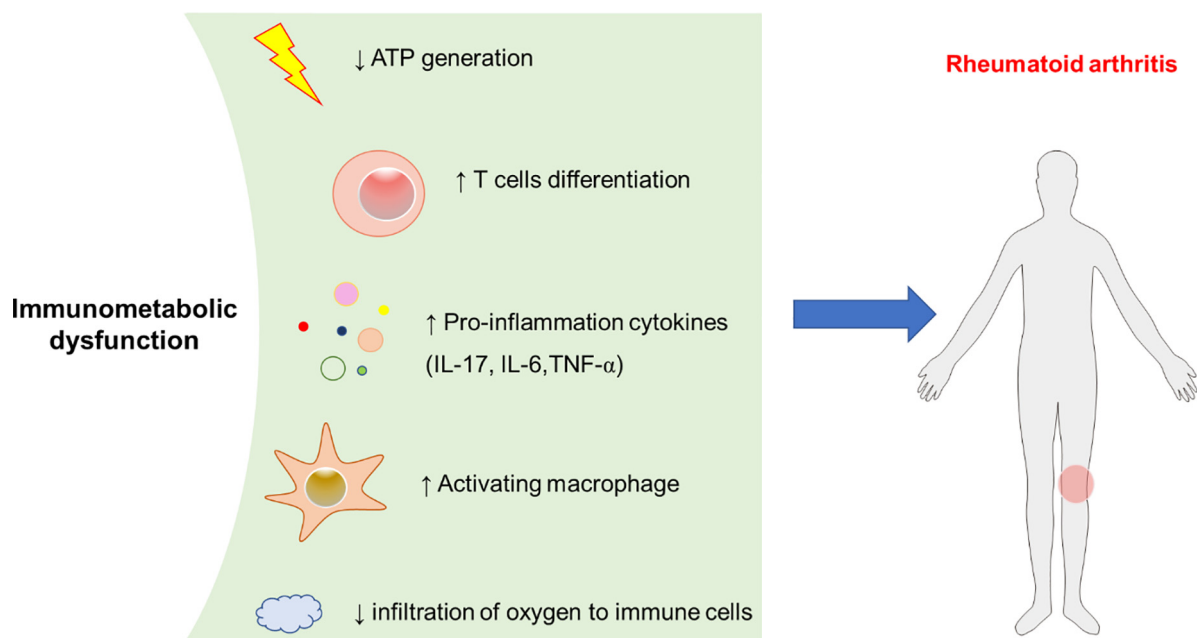 ↓ ATP generation
Rheumatoid arthritis
↑ T cells differentiation
Immunometabolic
dysfunction
↑ Pro-inflammation cytokines
(IL-17, IL-6,TNF-α)
↑ Activating macrophage
↓ infiltration of oxygen to immune cells